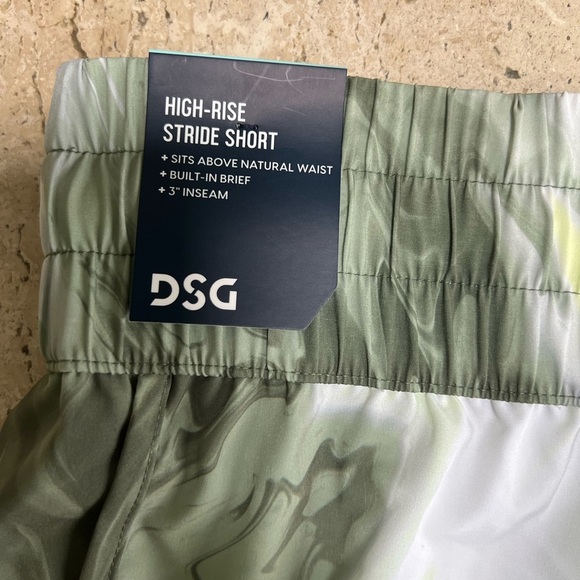 HIGH-RISE
STRIDE SHORT
+ SITS ABOVE NATURAL WAIST
+ BUILT-IN BRIEF
+ 3" INSEAM
DSG